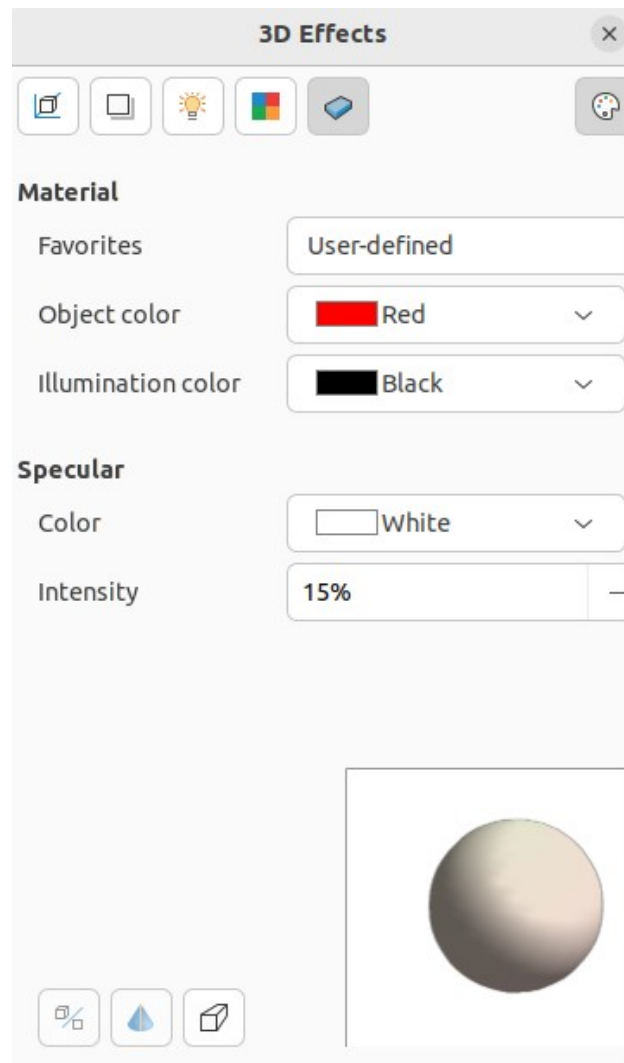 3D Effects
Material
Favorites User-defined
Object color Red
Illumination color Black
Specular
Color White
Intensity 15%